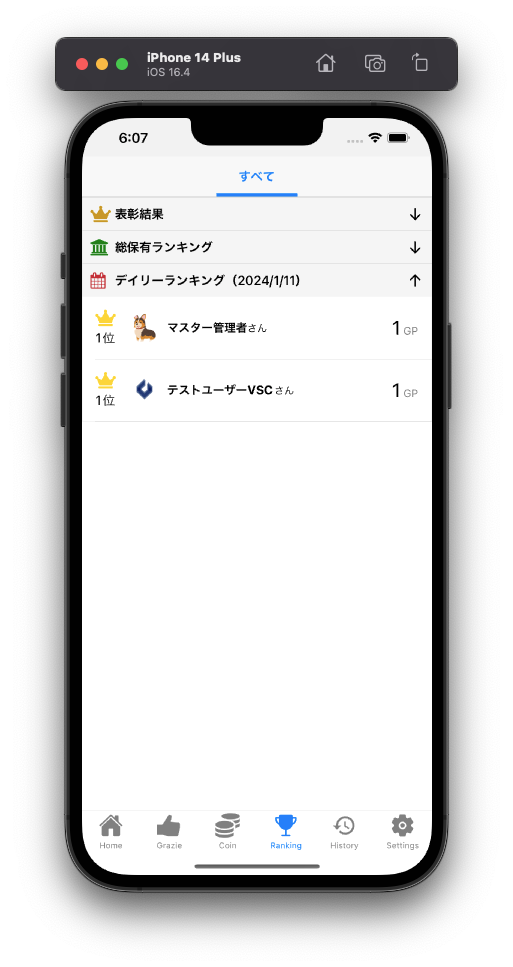 iPhone 14 Plus
iOS 16.4
6:07
すべて
表彰結果
総保有ランキング
デイリーランキング（2024/1/11）
1位 マスター管理者さん 1 GP
1位 テストユーザーVSCさん 1 GP
Home Grazie Coin Ranking History Settings